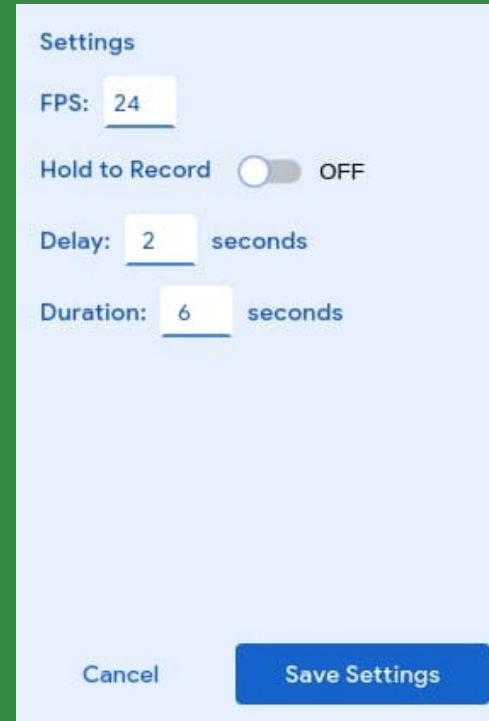 Settings
FPS: 24
Hold to Record OFF
Delay: 2 seconds
Duration: 6 seconds
Cancel Save Settings